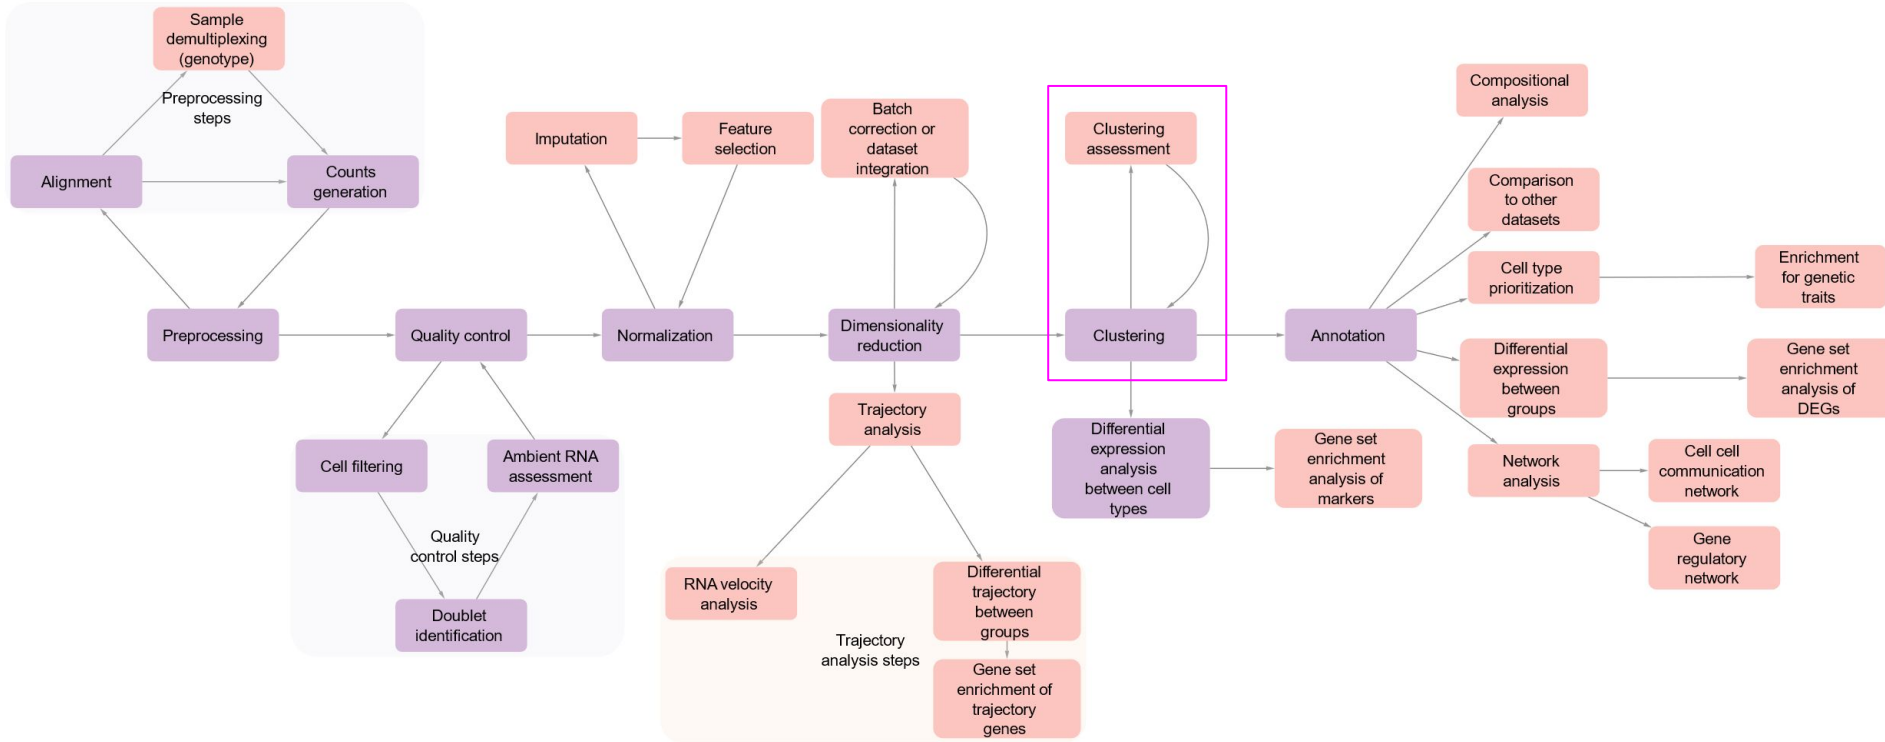 Sample
demultiplexing
(genotype)
Preprocessing
steps
Alignment
Counts
generation
Imputation
Feature
selection
Batch
correction or
dataset
integration
Clustering
assessment
Compositional
analysis
Comparison
to other
datasets
Cell type
prioritization
Enrichment
for genetic
traits
Preprocessing
Quality control
Normalization
Dimensionality
reduction
Clustering
Annotation
Differential
expression
between
groups
Gene set
enrichment
analysis of
DEGs
Trajectory
analysis
Cell filtering
Ambient RNA
assessment
Differential
expression
analysis
between cell
types
Gene set
enrichment
analysis of
markers
Network
analysis
Cell cell
communication
network
Quality
control steps
Gene
regulatory
network
RNA velocity
analysis
Differential
trajectory
between
groups
Doublet
identification
Trajectory
analysis steps
Gene set
enrichment of
trajectory
genes